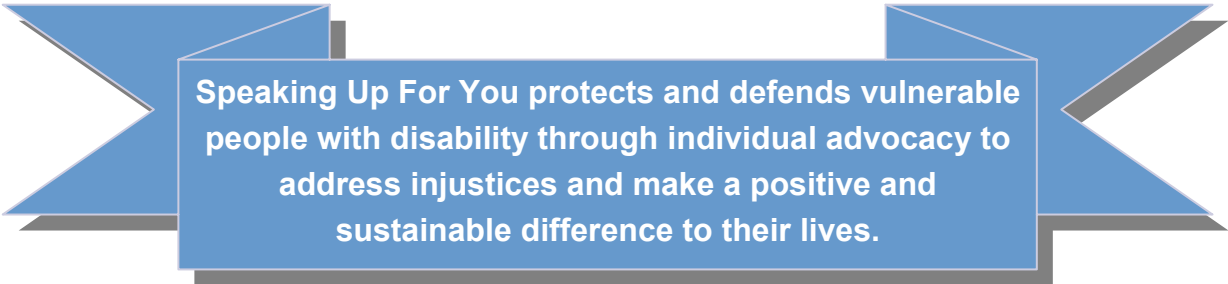 Speaking Up For You protects and defends vulnerable
people with disability through individual advocacy to
address injustices and make a positive and
sustainable difference to their lives.